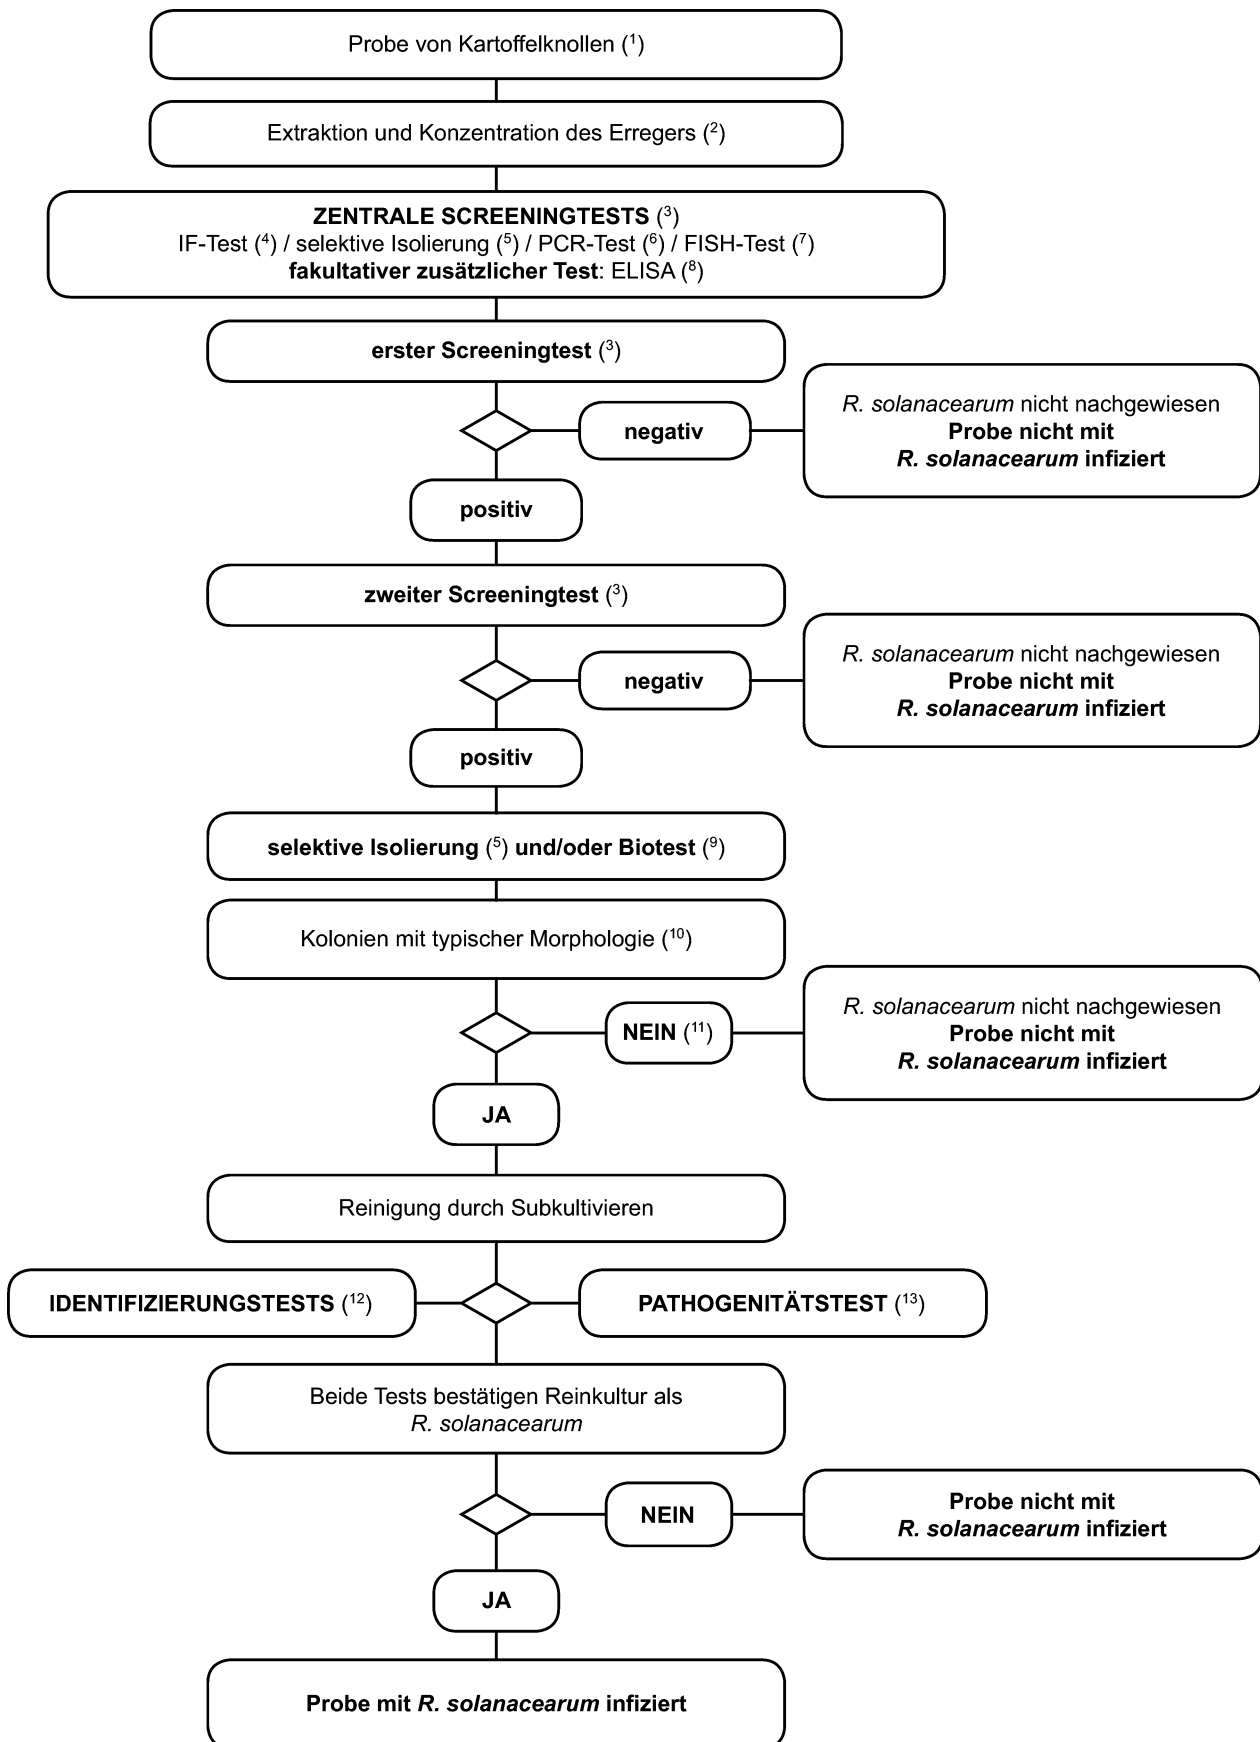 Probe von Kartoffelknollen (¹)
Extraktion und Konzentration des Erregers (²)
ZENTRALE SCREENINGTESTS (³)
IF-Test (⁴) / selektive Isolierung (⁵) / PCR-Test (⁶) / FISH-Test (⁷)
fakultativer zusätzlicher Test: ELISA (⁸)
erster Screeningtest (³)
negativ
R. solanacearum nicht nachgewiesen
Probe nicht mit
R. solanacearum infiziert
positiv
zweiter Screeningtest (³)
negativ
R. solanacearum nicht nachgewiesen
Probe nicht mit
R. solanacearum infiziert
positiv
selektive Isolierung (⁵) und/oder Biotest (⁹)
Kolonien mit typischer Morphologie (¹⁰)
NEIN (¹¹)
R. solanacearum nicht nachgewiesen
Probe nicht mit
R. solanacearum infiziert
JA
Reinigung durch Subkultivieren
IDENTIFIZIERUNGSTESTS (¹²)
PATHOGENITÄTSTEST (¹³)
Beide Tests bestätigen Reinkultur als
R. solanacearum
NEIN
Probe nicht mit
R. solanacearum infiziert
JA
Probe mit R. solanacearum infiziert